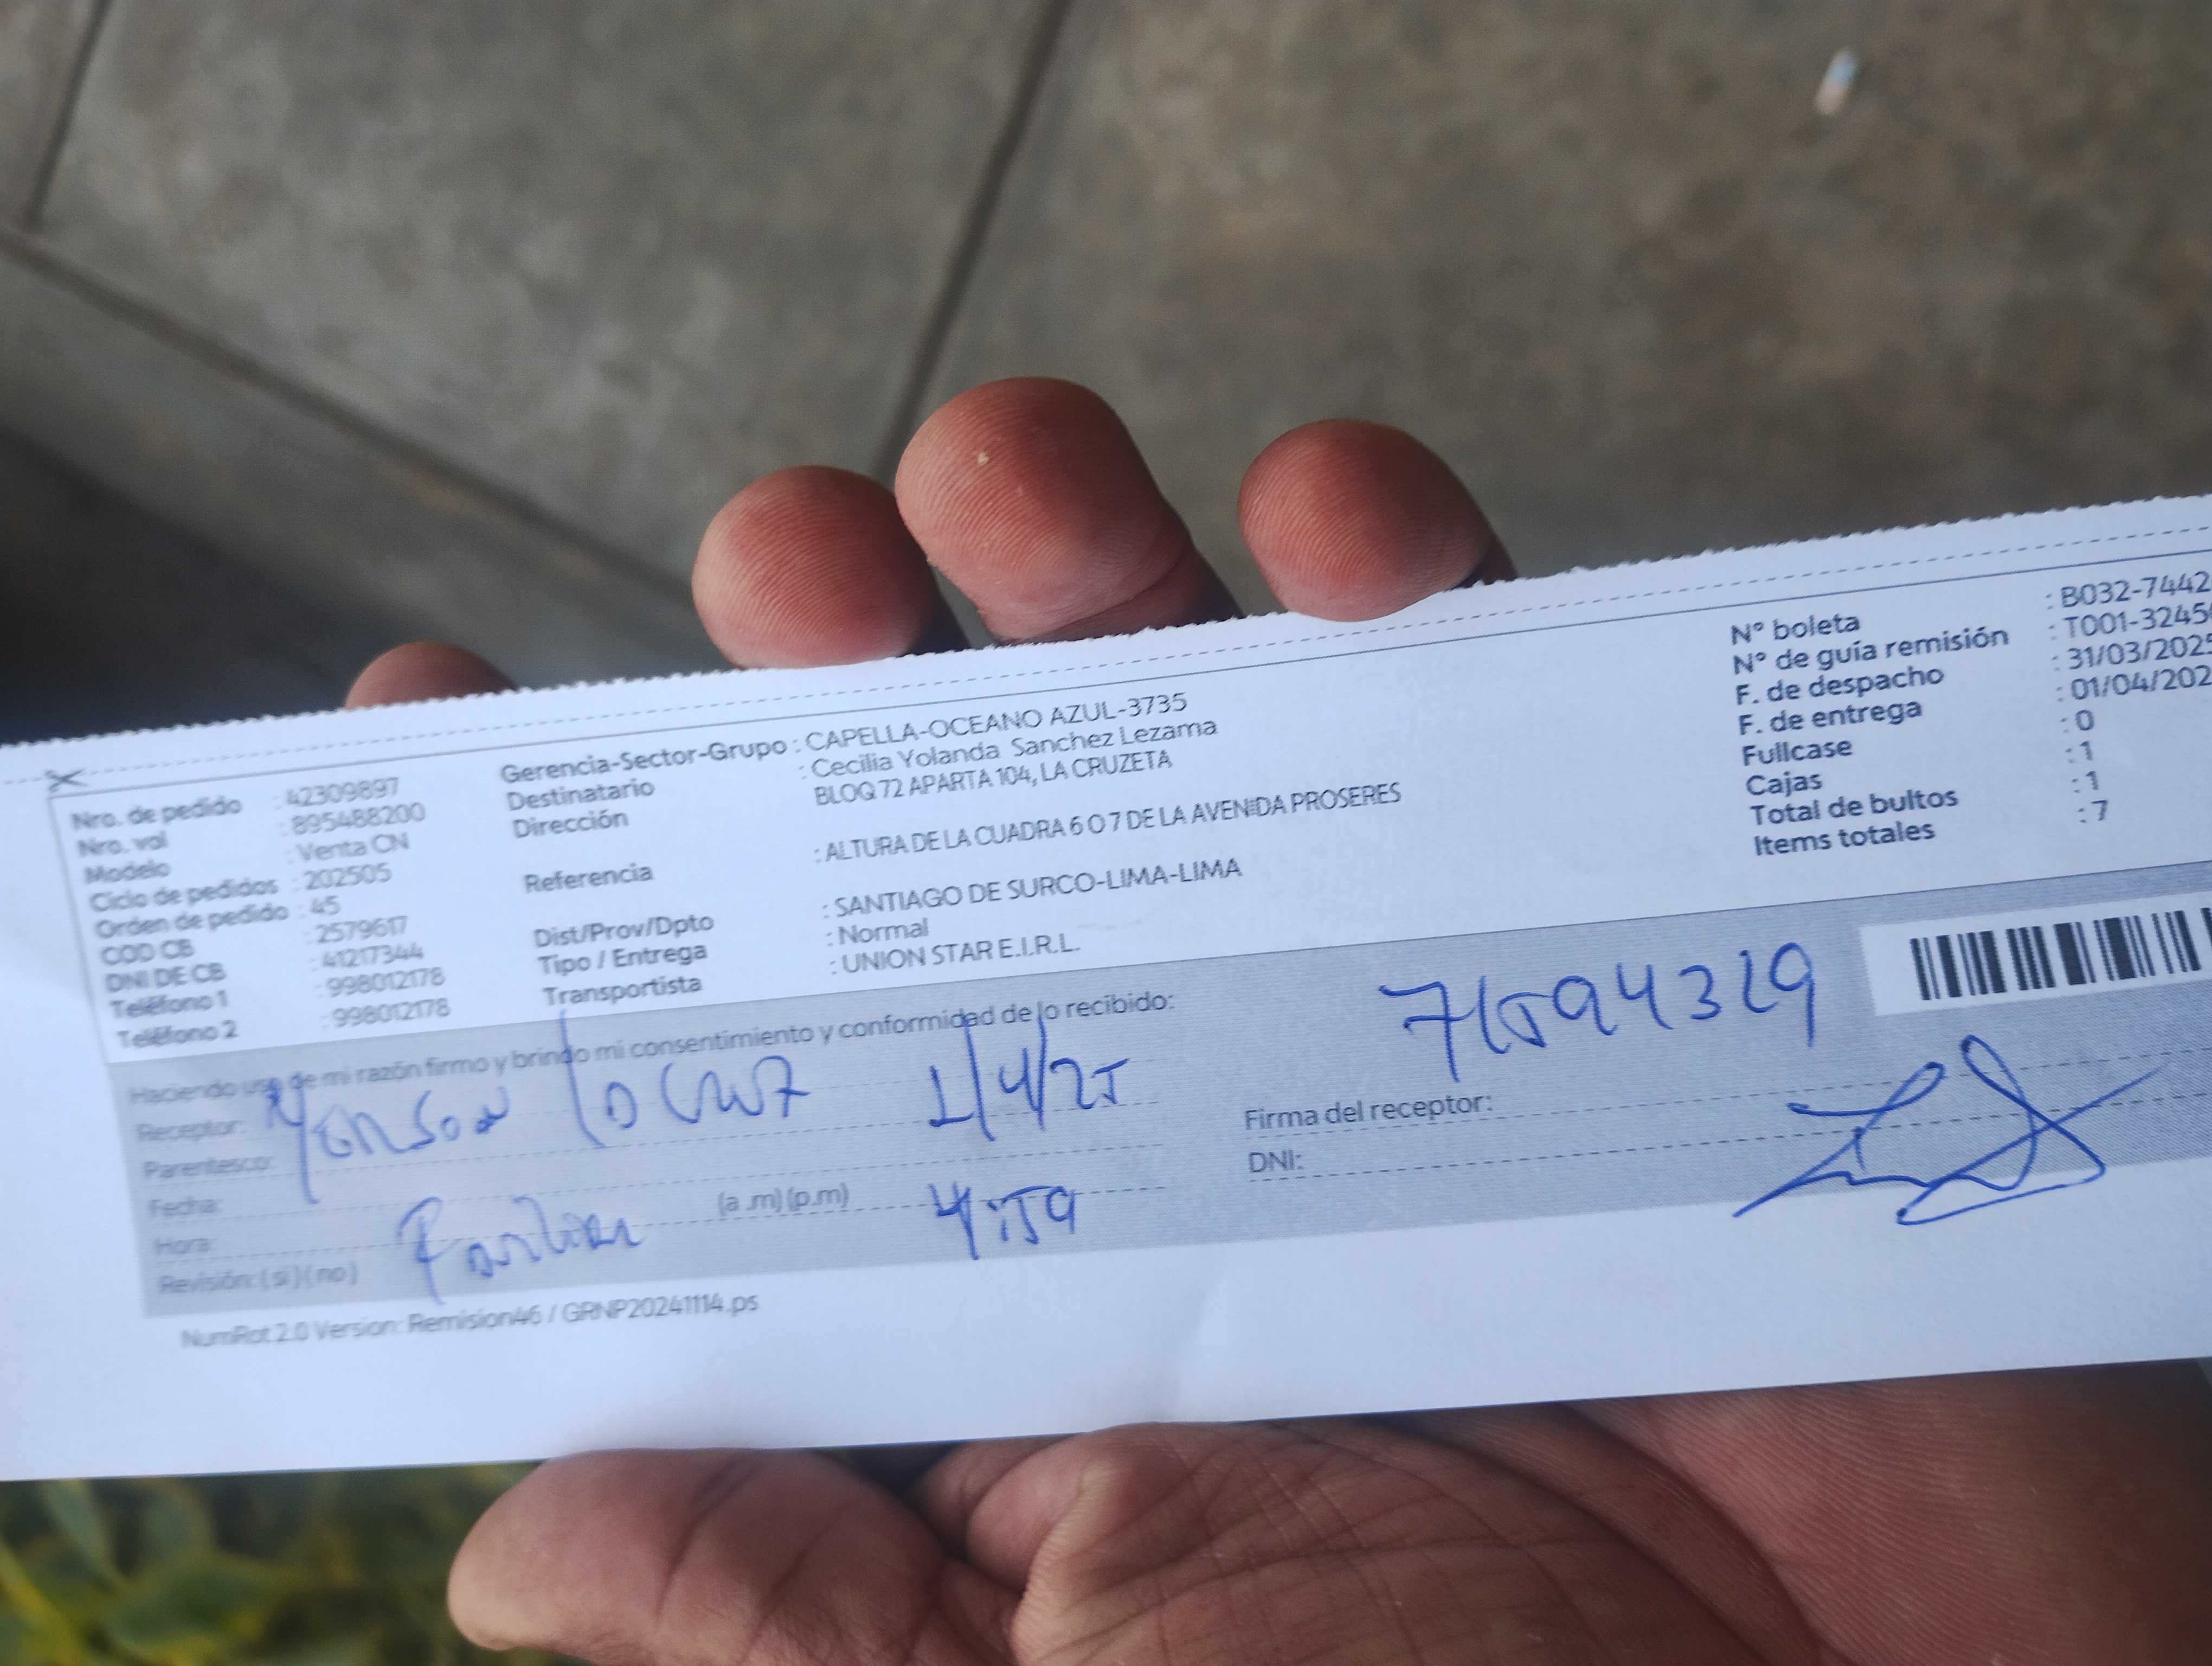 Nro. de pedido : 42309897
Nro. val : 895488200
Modelo : Venta CN
Ciclo de pedidos : 202505
Orden de pedido : 45
COD CB : 2579617
DNI DE CB : 41217344
Teléfono 1 : 998012178
Teléfono 2 : 998012178
Gerencia-Sector-Grupo : CAPELLA-OCEANO AZUL-3735
Destinatario : Cecilia Yolanda Sanchez Lezama
Dirección BLOQ 72 APARTA 104, LA CRUZETA
Referencia : ALTURA DE LA CUADRA 6 O 7 DE LA AVENIDA PROSERES
Dist/Prov/Dpto : SANTIAGO DE SURCO-LIMA-LIMA
Tipo / Entrega : Normal
Transportista : UNION STAR E.I.R.L.
N° boleta : B032-7442
N° de guía remisión : T001-3245
F. de despacho : 31/03/202
F. de entrega : 01/04/202
Fullcase : 0
Cajas : 1
Total de bultos : 1
Items totales : 7
Haciendo uso de mi razón firmo y brindo mi consentimiento y conformidad de lo recibido:
Receptor: 1/4/25
Parentesco:
Fecha:
Hora: (a .m) (p.m) 4:59
Revisión: ( si ) ( no )
71594329
Firma del receptor:
DNI:
NumRot 2.0 Version: Remision46 / GRNP20241114.ps